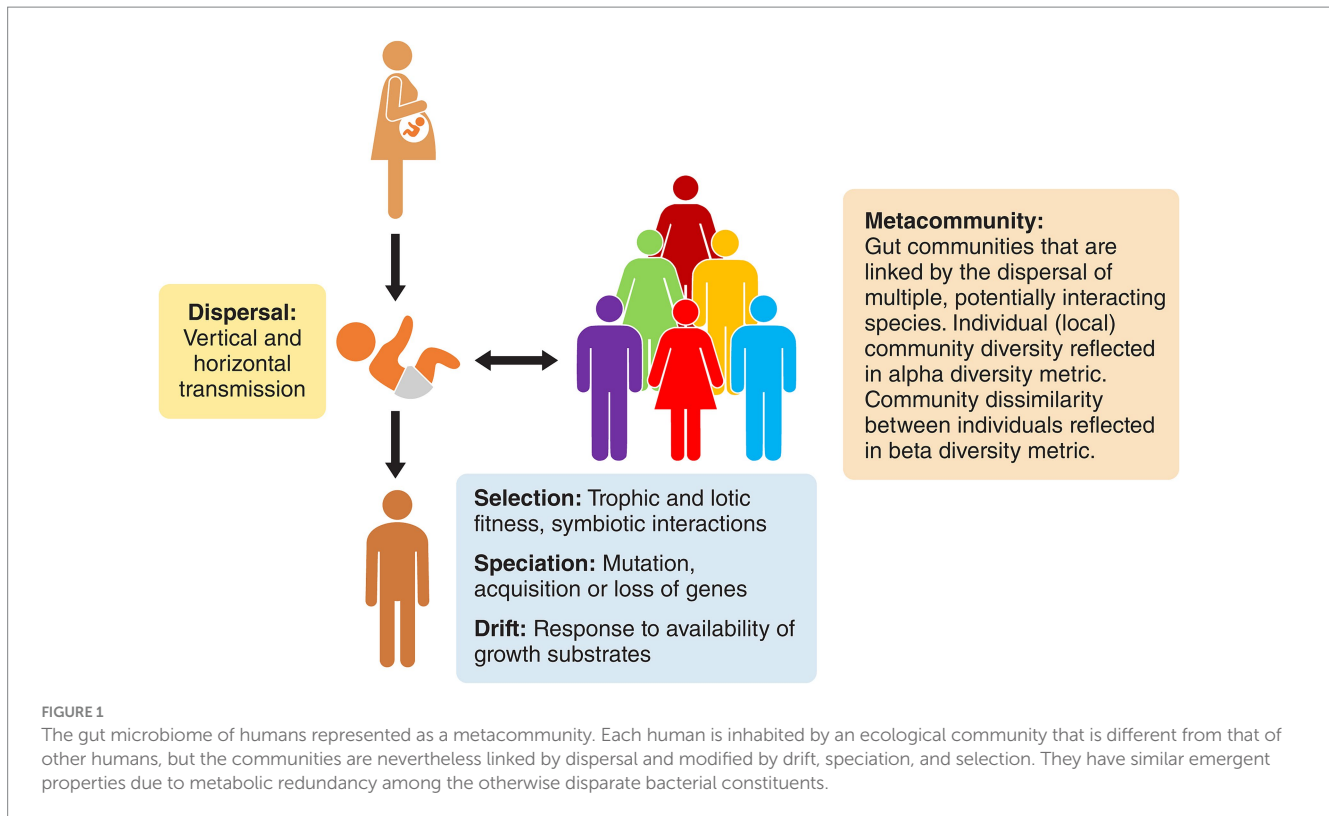 Dispersal:
Vertical and
horizontal
transmission
Metacommunity:
Gut communities that are
linked by the dispersal of
multiple, potentially interacting
species. Individual (local)
community diversity reflected
in alpha diversity metric.
Community dissimilarity
between individuals reflected
in beta diversity metric.
Selection: Trophic and lotic
fitness, symbiotic interactions
Speciation: Mutation,
acquisition or loss of genes
Drift: Response to availability of
growth substrates
FIGURE 1
The gut microbiome of humans represented as a metacommunity. Each human is inhabited by an ecological community that is different from that of
other humans, but the communities are nevertheless linked by dispersal and modified by drift, speciation, and selection. They have similar emergent
properties due to metabolic redundancy among the otherwise disparate bacterial constituents.